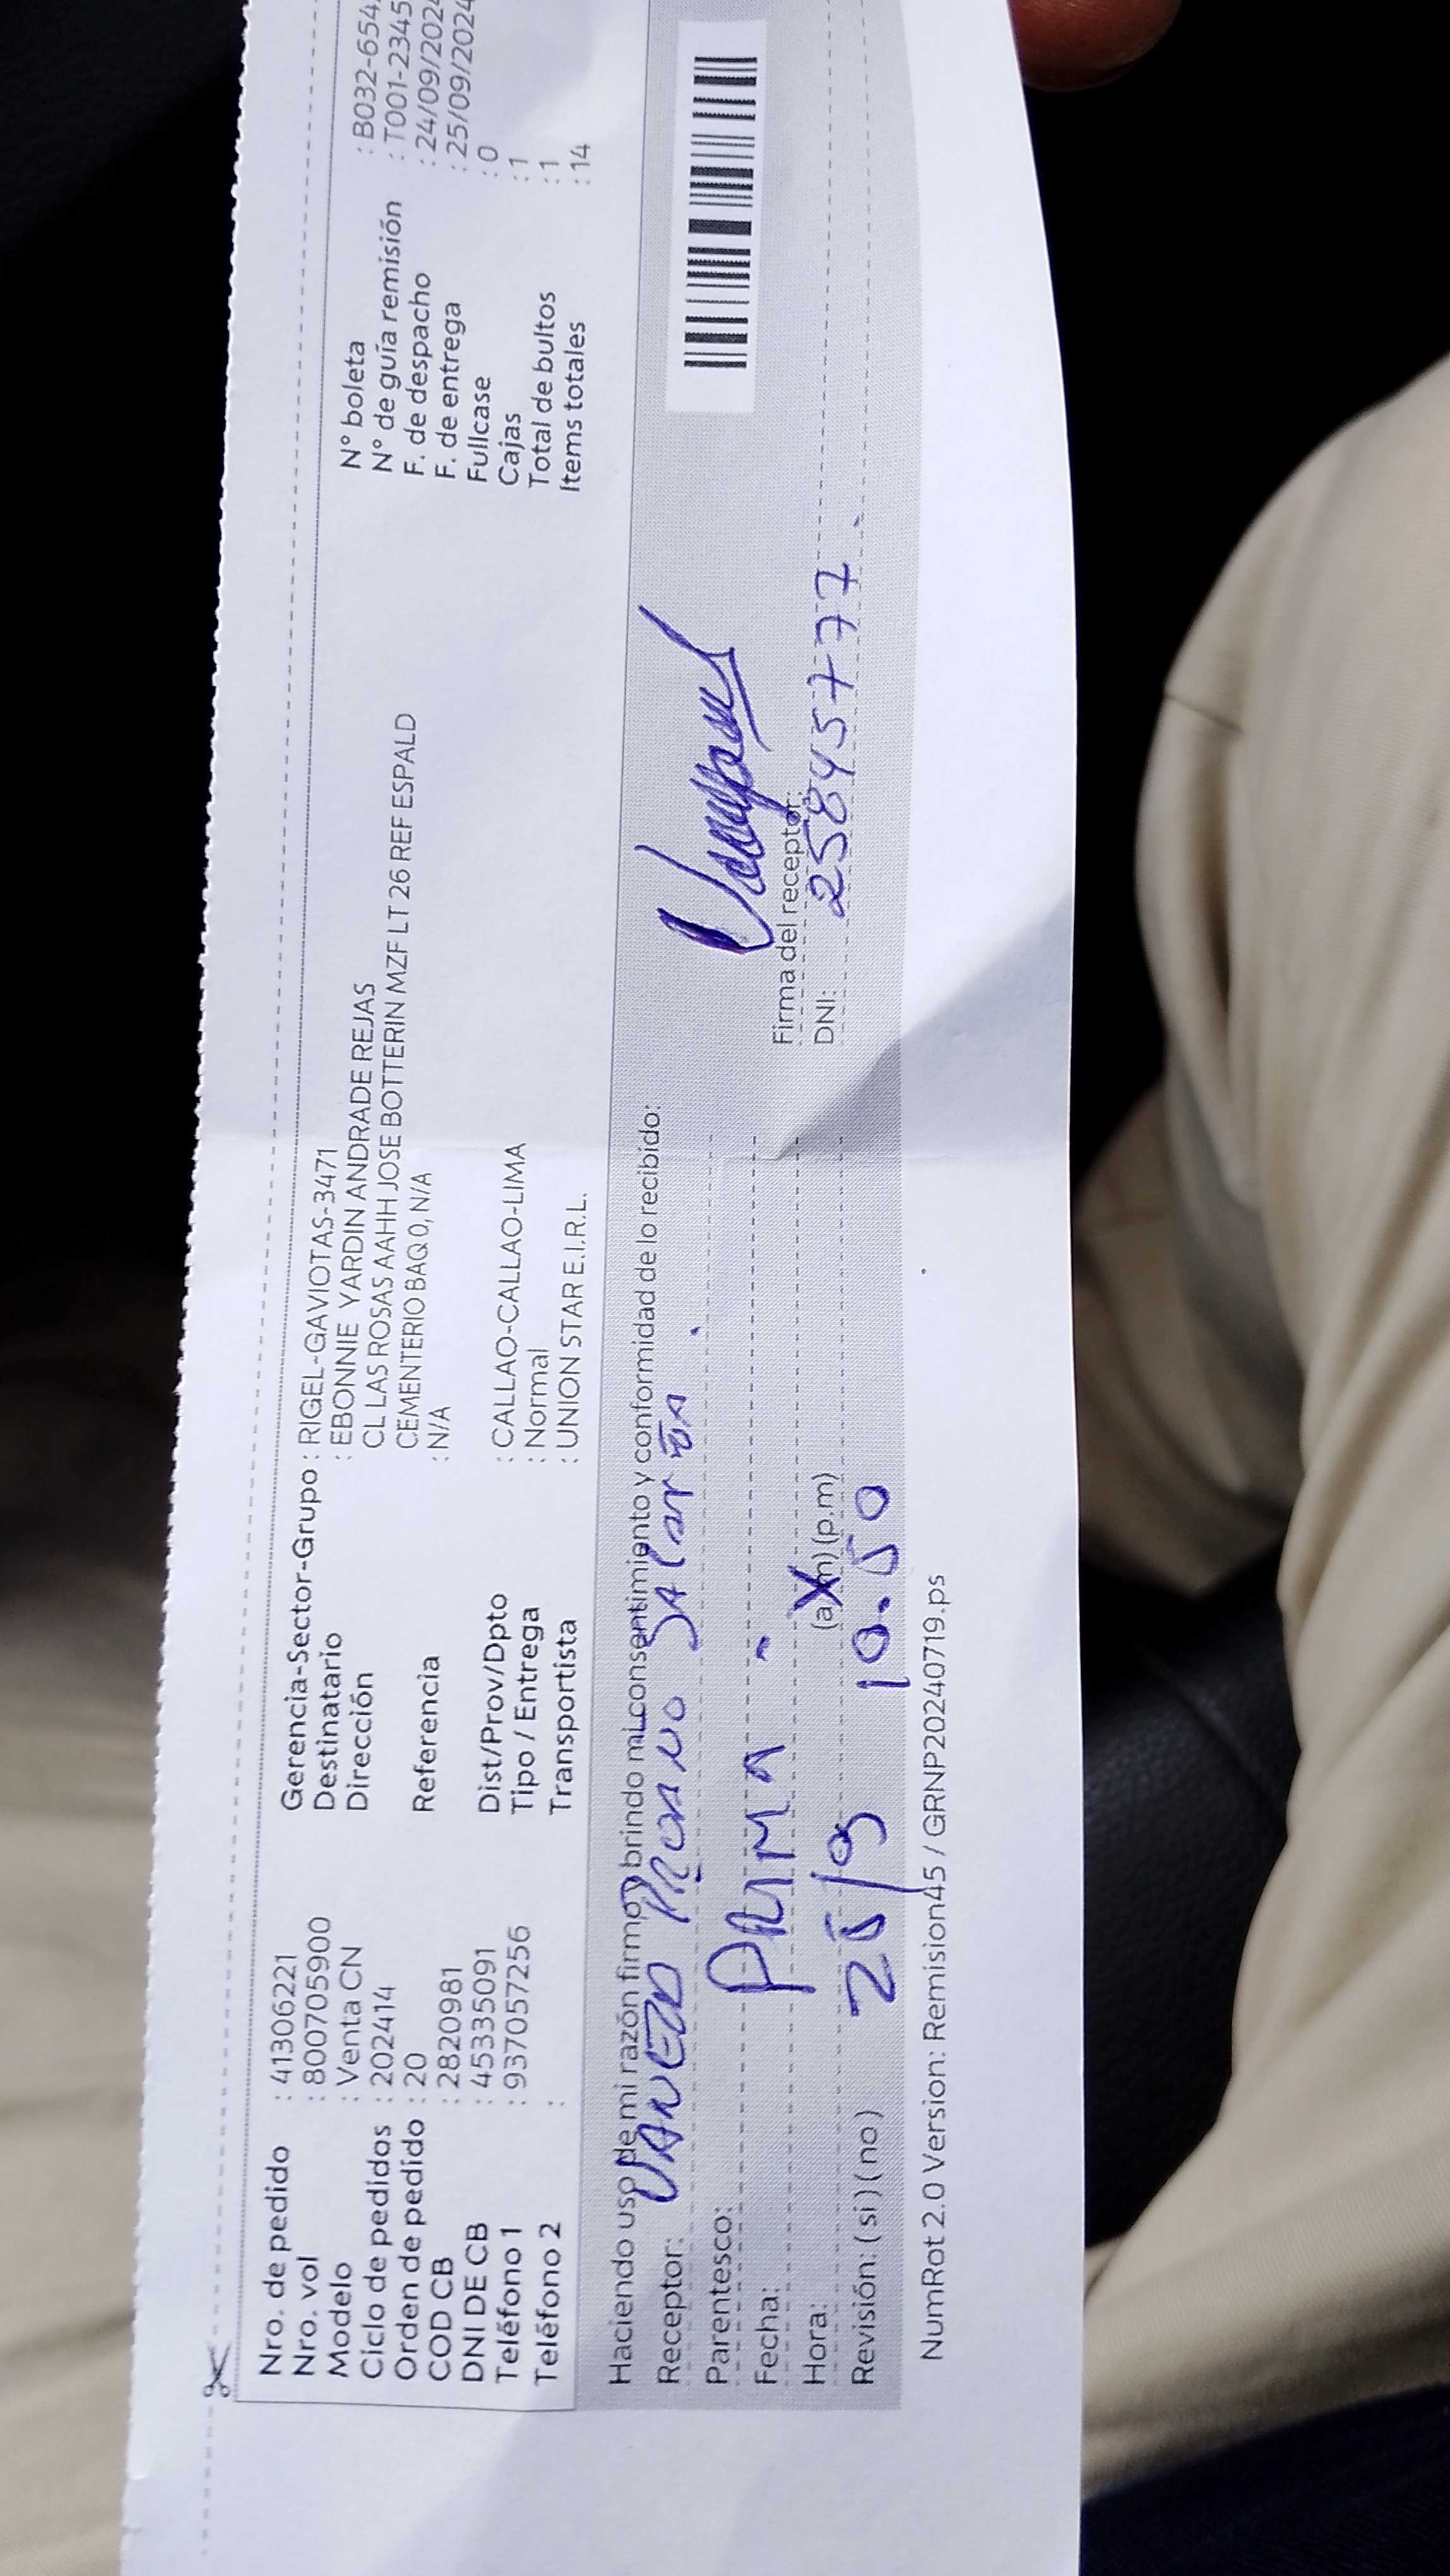 Nro. de pedido : 41306221
Nro. vol : 800705900
Modelo : Venta CN
Ciclo de pedidos : 202414
Orden de pedido : 20
COD CB : 2820981
DNI DE CB : 45335091
Teléfono 1 : 937057256
Teléfono 2 :
Gerencia-Sector-Grupo : RIGEL-GAVIOTAS-3471
Destinatario : EBONNIE YARDIN ANDRADE REJAS
Dirección CL LAS ROSAS AAHH JOSE BOTTERIN MZF LT 26 REF ESPALD
CEMENTERIO BAQ 0, N/A
Referencia : N/A
Dist/Prov/Dpto : CALLAO-CALLAO-LIMA
Tipo / Entrega : Normal
Transportista : UNION STAR E.I.R.L.
N° boleta : B032-654
N° de guía remisión : T001-2345
F. de despacho : 24/09/2024
F. de entrega : 25/09/2024
Fullcase : 0
Cajas : 1
Total de bultos : 1
Items totales : 14
Haciendo uso de mi razón firmo y brindo mi consentimiento y conformidad de lo recibido:
Receptor:
Parentesco: PRIMA
Fecha:
Hora: (a.m) (p.m)
25/09 10.50
Revisión: ( si ) ( no )
Firma del receptor:
DNI: 25845777
NumRot 2.0 Version: Remision45 / GRNP20240719.ps